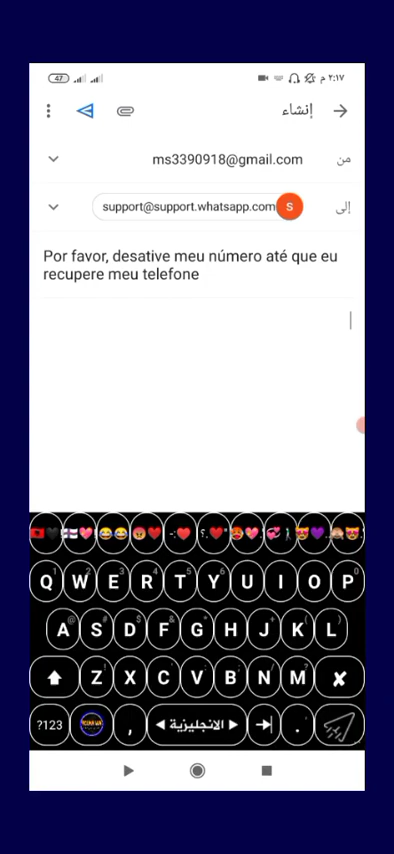 ٢:١٧ م
47
إنشاء
من
ms3390918@gmail.com
إلى
support@support.whatsapp.com
S
Por favor, desative meu número até que eu
recupere meu telefone
Q W E R T Y U I O P
A S D F G H J K L
Z X C V B N M
?123 , ◀ الانجليزية ▶ .